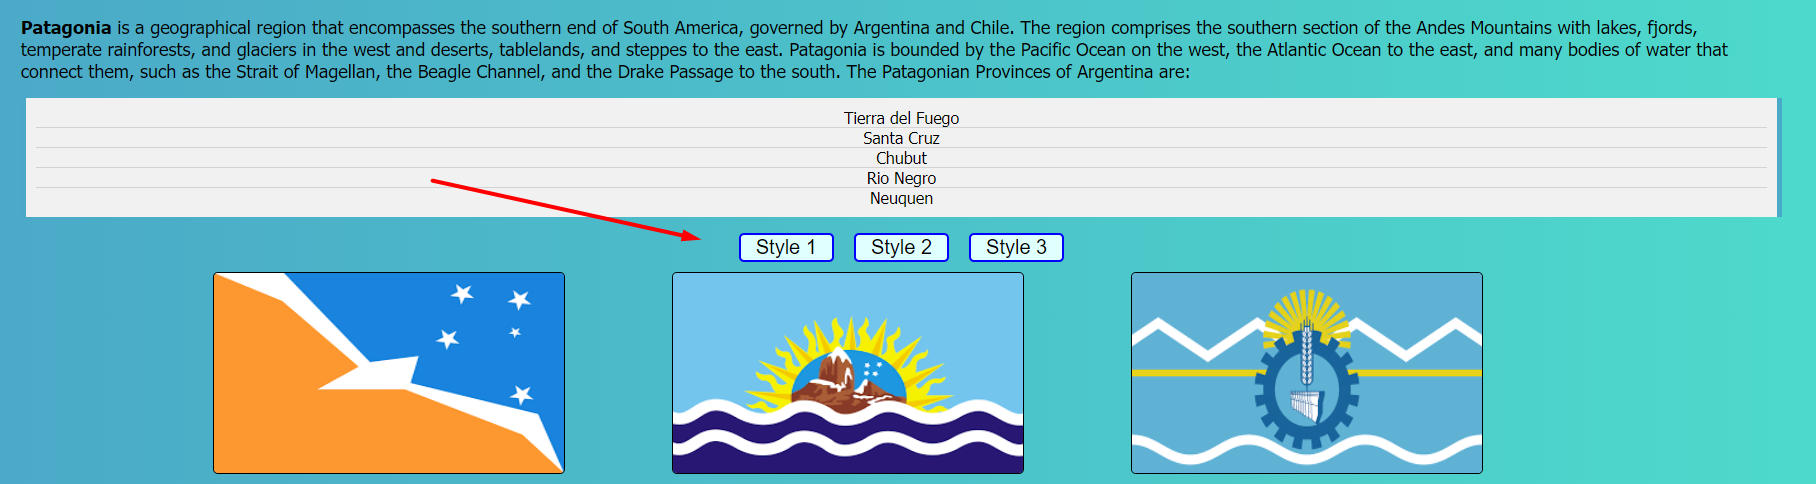 Patagonia is a geographical region that encompasses the southern end of South America, governed by Argentina and Chile. The region comprises the southern section of the Andes Mountains with lakes, fjords,
temperate rainforests, and glaciers in the west and deserts, tablelands, and steppes to the east. Patagonia is bounded by the Pacific Ocean on the west, the Atlantic Ocean to the east, and many bodies of water that
connect them, such as the Strait of Magellan, the Beagle Channel, and the Drake Passage to the south. The Patagonian Provinces of Argentina are:
Tierra del Fuego
Santa Cruz
Chubut
Rio Negro
Neuquen
Style 1 Style 2 Style 3